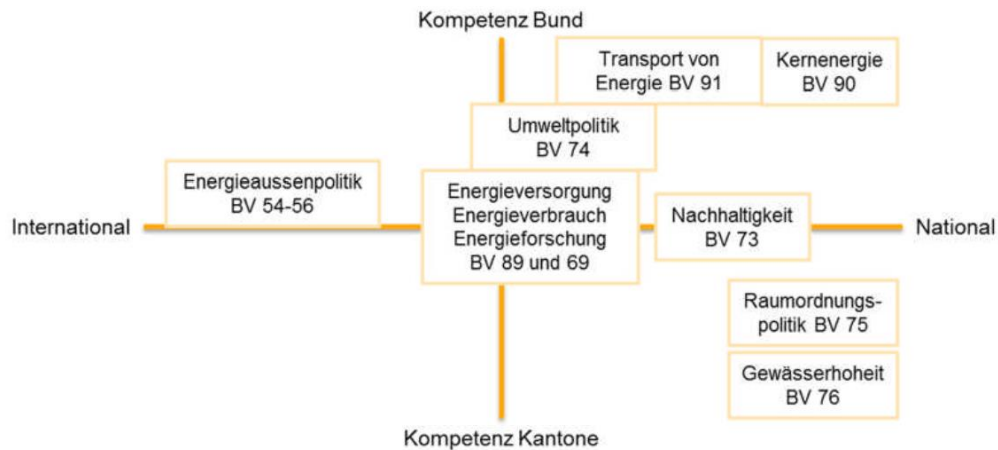 Kompetenz Bund
Transport von
Energie BV 91
Kernenergie
BV 90
Umweltpolitik
BV 74
Energieaussenpolitik
BV 54-56
Energieversorgung
Energieverbrauch
Energieforschung
BV 89 und 69
Nachhaltigkeit
BV 73
International
National
Raumordnungs-
politik BV 75
Gewässerhoheit
BV 76
Kompetenz Kantone